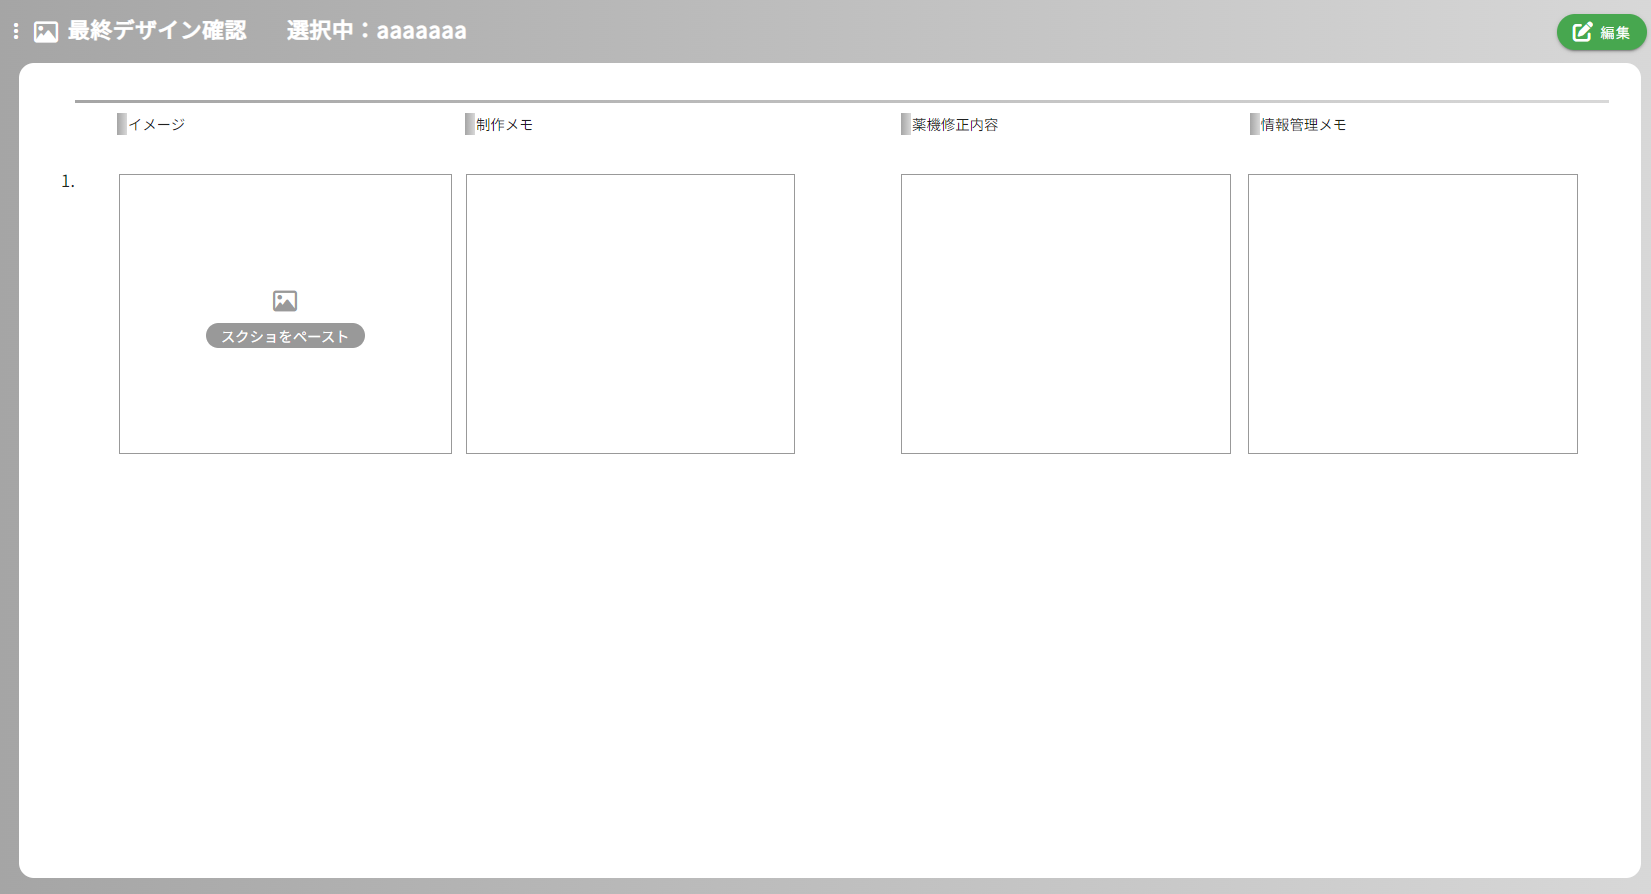 最終デザイン確認 選択中：aaaaaaa
編集
イメージ 制作メモ 薬機修正内容 情報管理メモ
1.
スクショをペースト